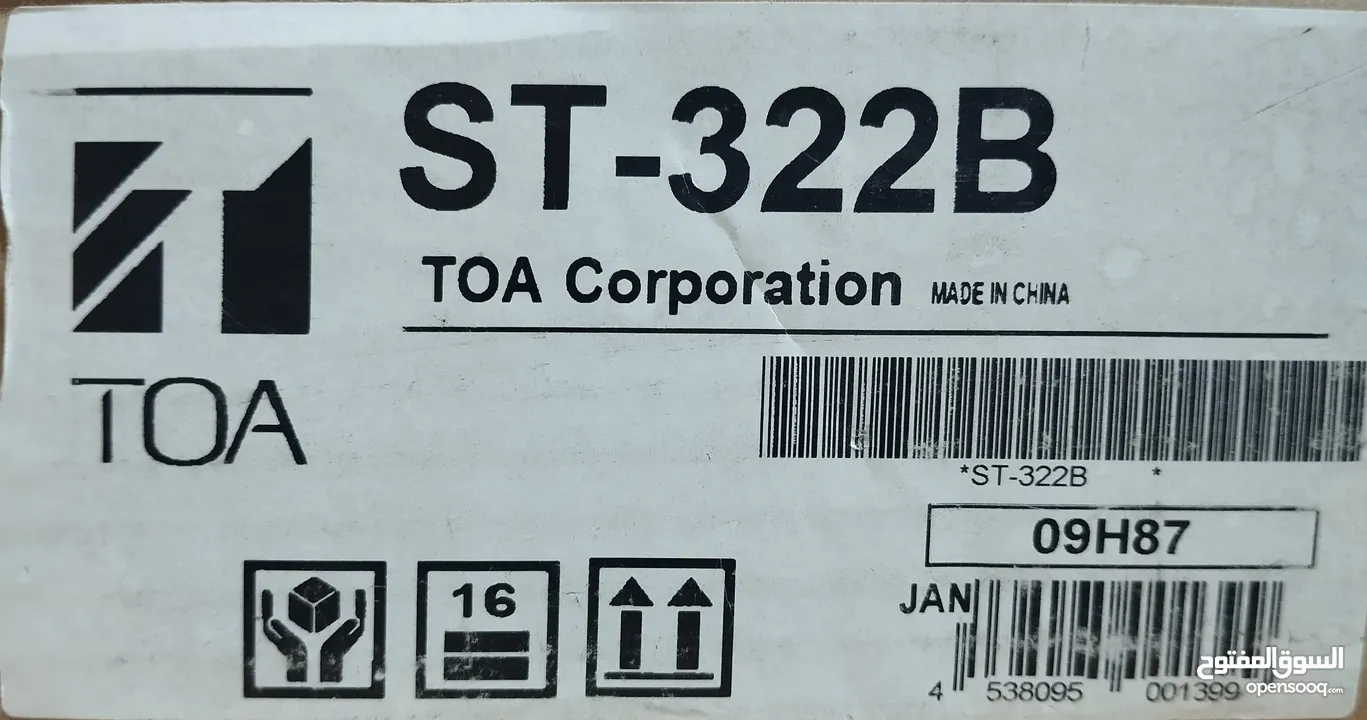 ST-322B
TOA Corporation MADE IN CHINA
TOA
*ST-322B *
09H87
16
JAN
4 538095 001399
السوق المفتوح
opensooq.com